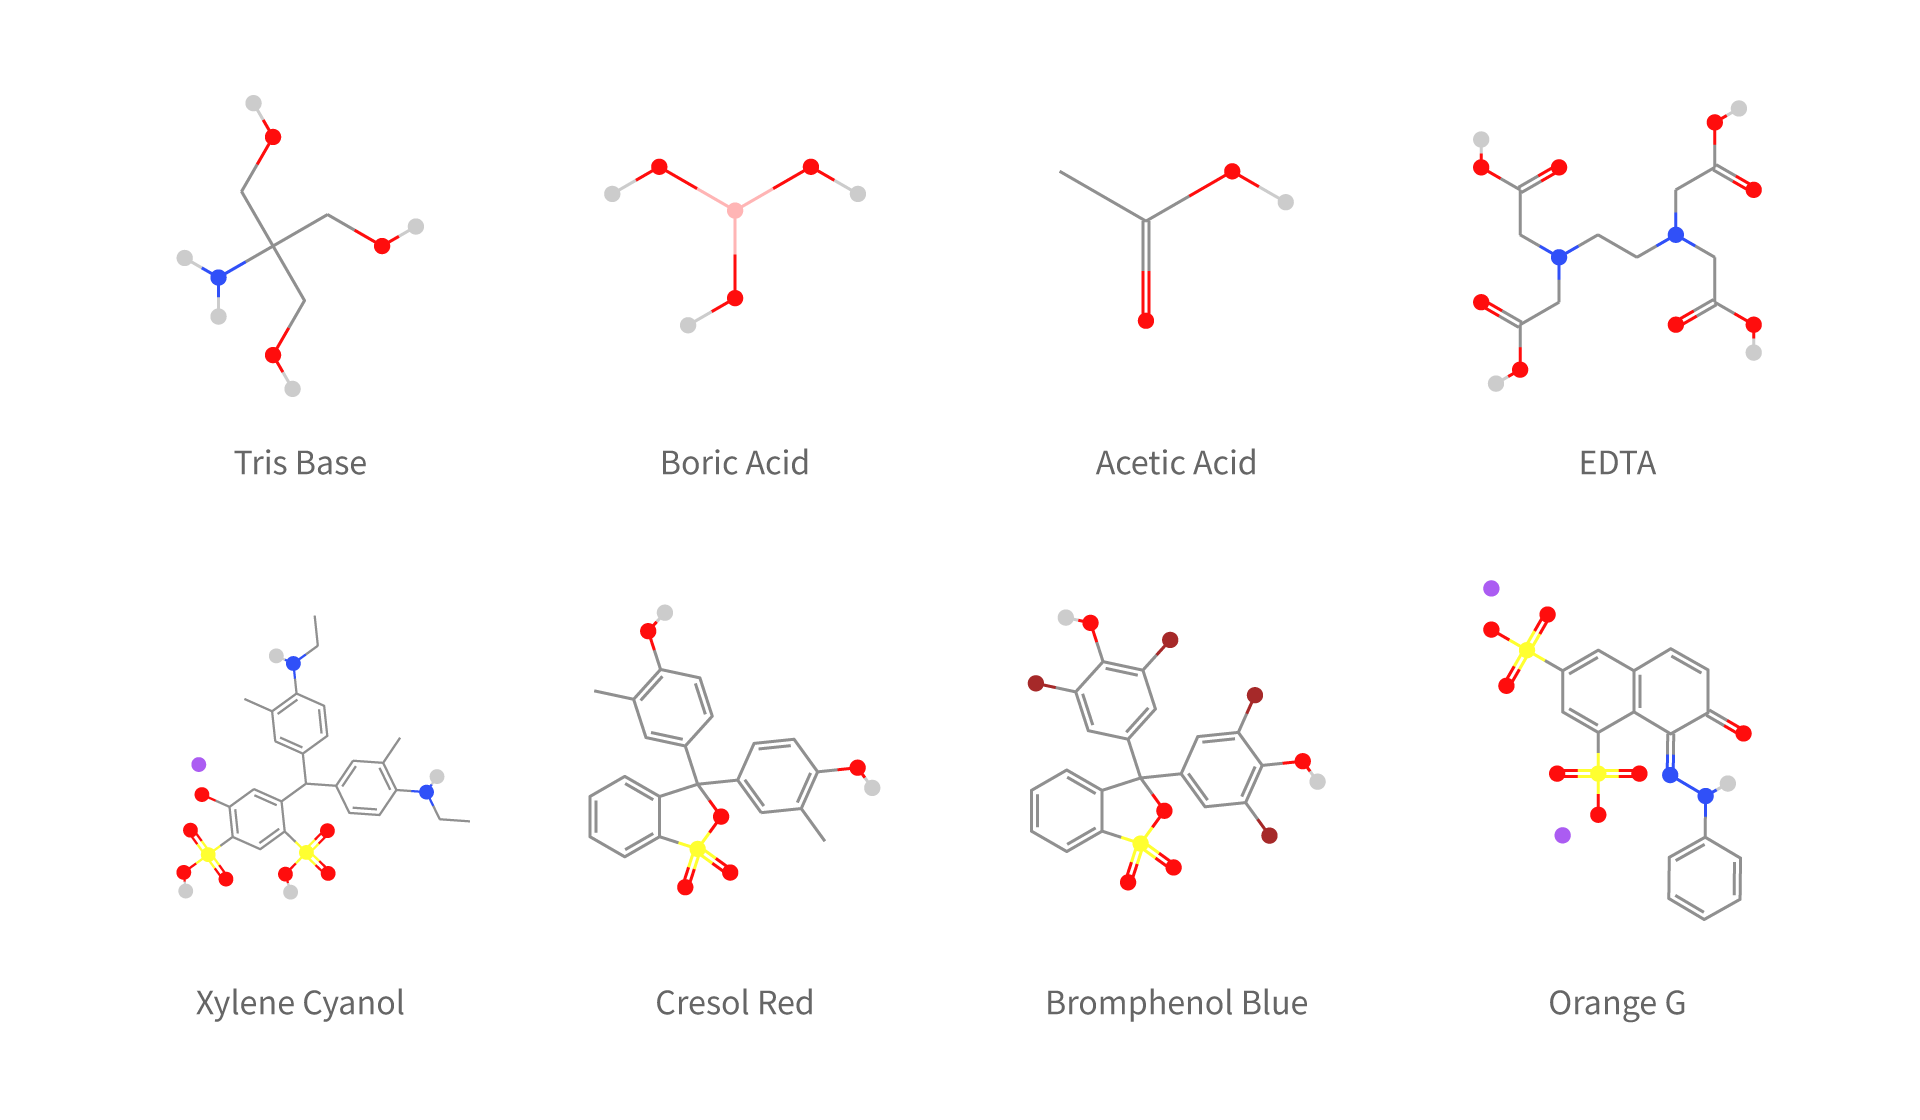 Tris Base
Boric Acid
Acetic Acid
EDTA
Xylene Cyanol
Cresol Red
Bromphenol Blue
Orange G